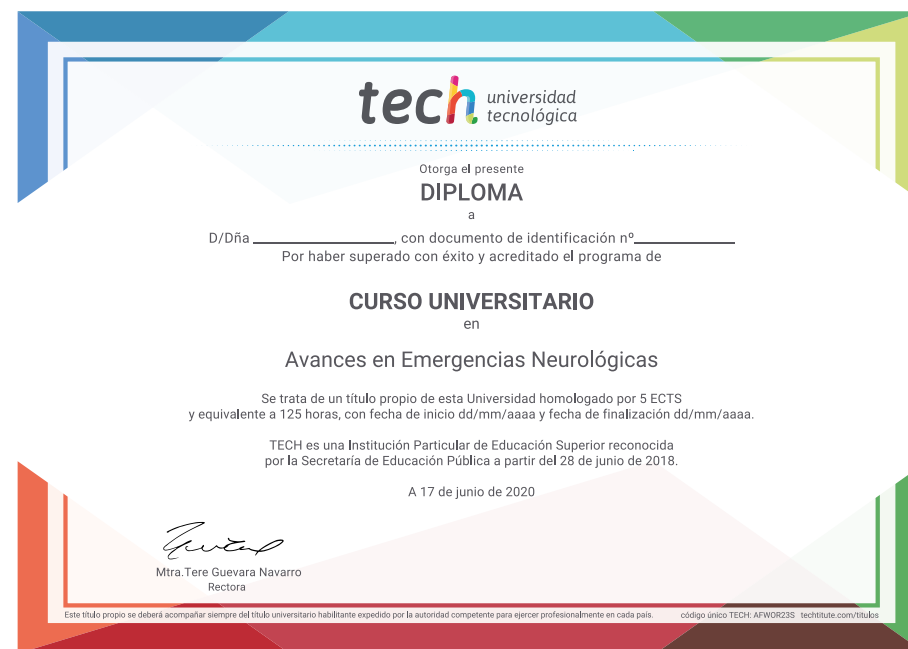 tech universidad
tecnológica
Otorga el presente
DIPLOMA
a
D/Dña ____________, con documento de identificación nº____________
Por haber superado con éxito y acreditado el programa de
CURSO UNIVERSITARIO
en
Avances en Emergencias Neurológicas
Se trata de un título propio de esta Universidad homologado por 5 ECTS
y equivalente a 125 horas, con fecha de inicio dd/mm/aaaa y fecha de finalización dd/mm/aaaa.
TECH es una Institución Particular de Educación Superior reconocida
por la Secretaría de Educación Pública a partir del 28 de junio de 2018.
A 17 de junio de 2020
Mtra.Tere Guevara Navarro
Rectora
Este título propio se deberá acompañar siempre del título universitario habilitante expedido por la autoridad competente para ejercer profesionalmente en cada país. código único TECH: AFWOR23S techtitute.com/titulos